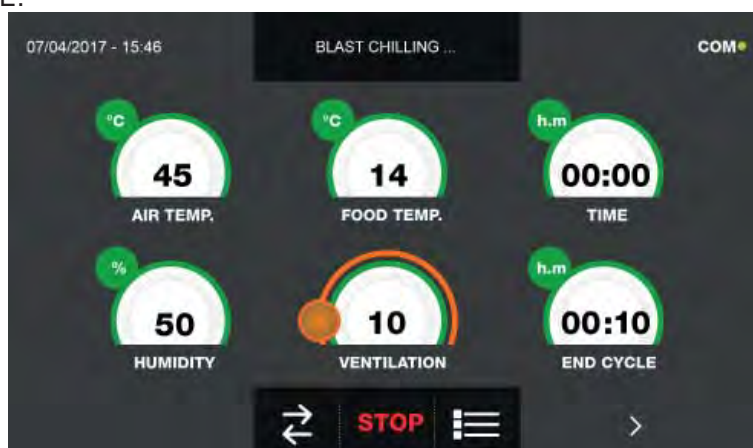 07/04/2017 - 15:46 BLAST CHILLING ... COM
°C °C h.m
45 14 00:00
AIR TEMP. FOOD TEMP. TIME
% h.m
50 10 00:10
HUMIDITY VENTILATION END CYCLE
STOP